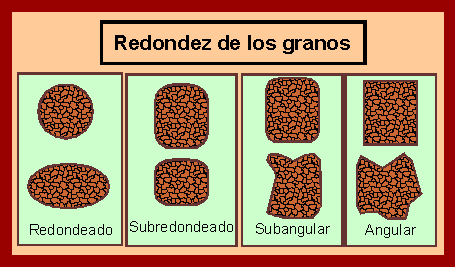 Redondez de los granos
Redondeado
Subredondeado
Subangular
Angular